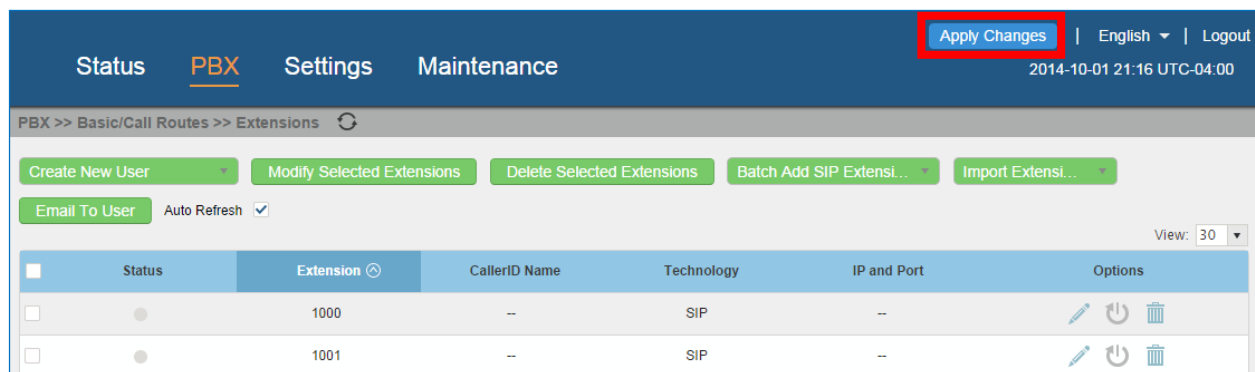 Apply Changes | English | Logout
Status PBX Settings Maintenance
2014-10-01 21:16 UTC-04:00
PBX >> Basic/Call Routes >> Extensions
Create New User Modify Selected Extensions Delete Selected Extensions Batch Add SIP Extensi... Import Extensi...
Email To User Auto Refresh
View: 30
Status Extension CallerID Name Technology IP and Port Options
1000 -- SIP --
1001 -- SIP --